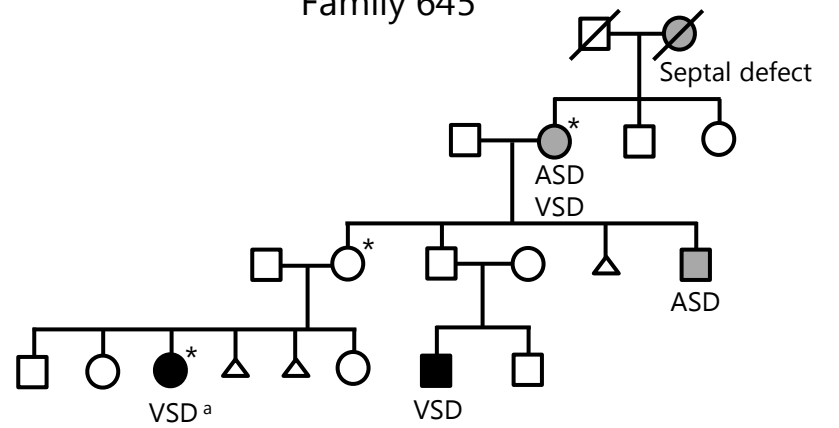 Family 645
Septal defect
*
ASD
VSD
*
ASD
*
VSD ª
VSD